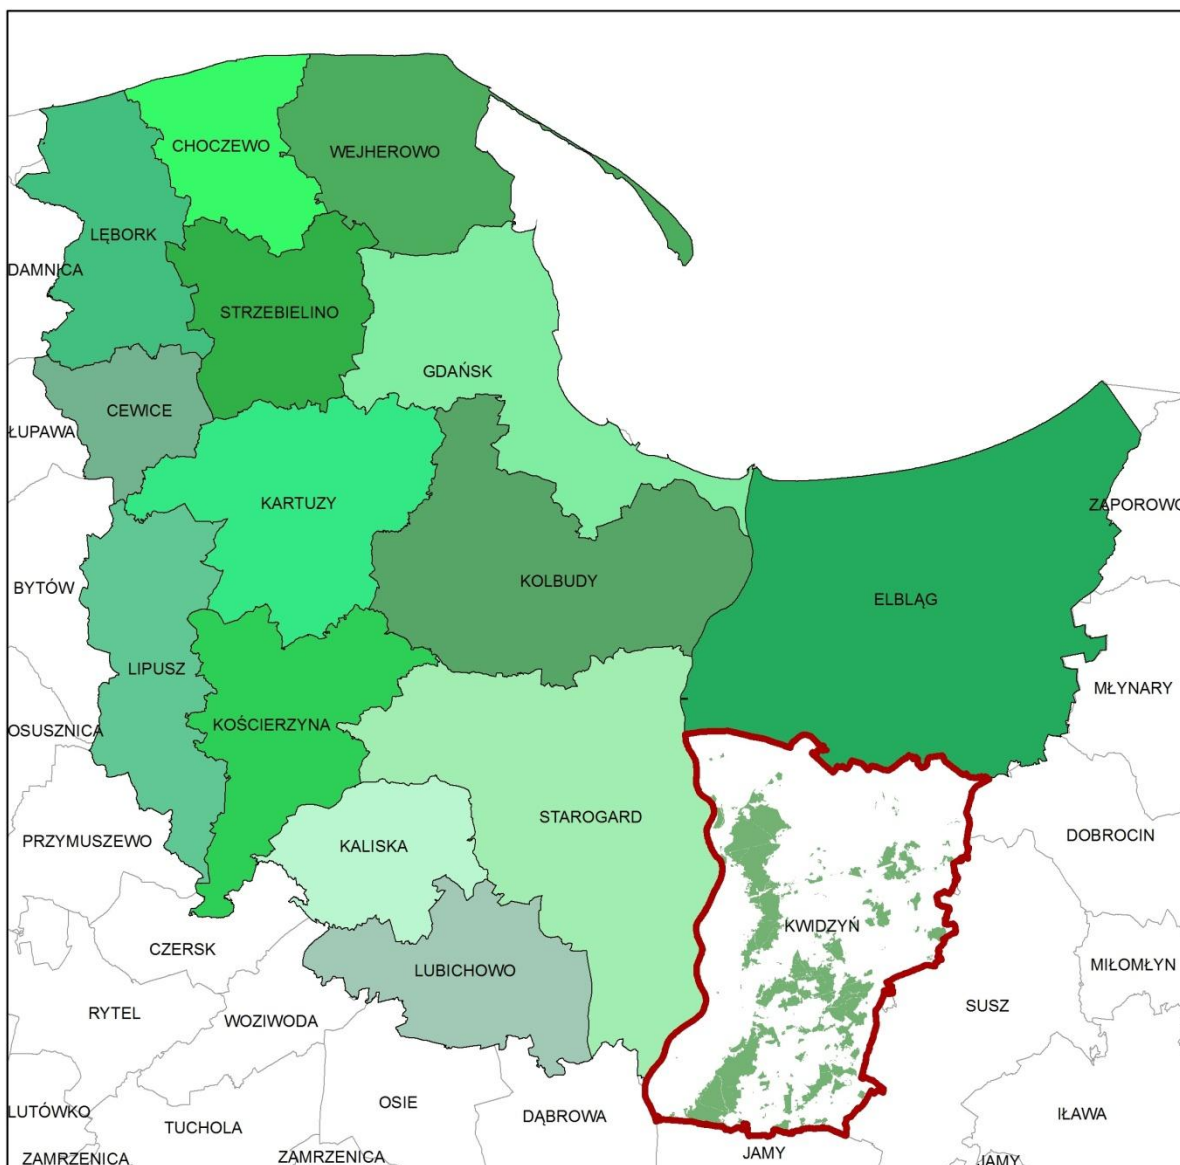 CHOCZEWO
WEJHEROWO
LĘBORK
DAMNICA
STRZEBIELINO
GDAŃSK
CEWICE
ŁUPAWA
KARTUZY
ZAPOROWO
KOLBUDY
BYTÓW
ELBLĄG
LIPUSZ
MŁYNARY
KOŚCIERZYNA
OSUSZNICA
STAROGARD
DOBROCIN
PRZYMUSZEWO
KALISKA
KWIDZYŃ
CZERSK
MIŁOMŁYN
LUBICHOWO
SUSZ
RYTEL
WOZIWODA
OSIE
LUTÓWKO
IŁAWA
DĄBROWA
TUCHOLA
JAMY
ZAMRZENICA
ZAMRZENICA
JAMY